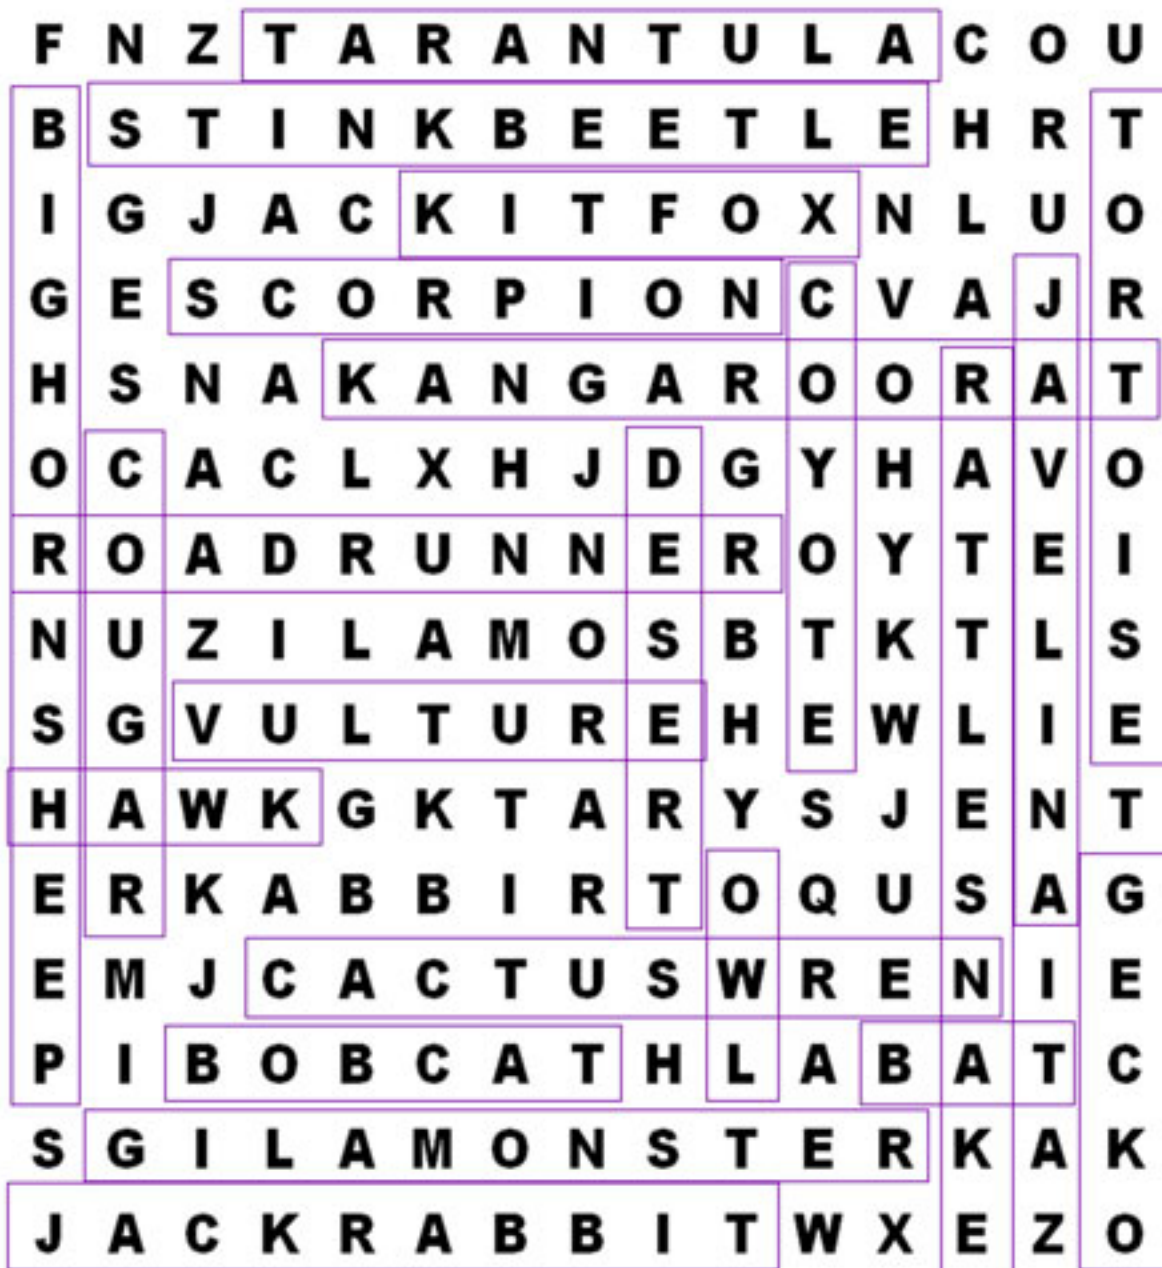 F N Z T A R A N T U L A C O U
B S T I N K B E E T L E H R T
I G J A C K I T F O X N L U O
G E S C O R P I O N C V A J R
H S N A K A N G A R O O R A T
O C A C L X H J D G Y H A V O
R O A D R U N N E R O Y T E I
N U Z I L A M O S B T K T L S
S G V U L T U R E H E W L I E
H A W K G K T A R Y S J E N T
E R K A B B I R T O Q U S A G
E M J C A C T U S W R E N I E
P I B O B C A T H L A B A T C
S G I L A M O N S T E R K A K
J A C K R A B B I T W X E Z O